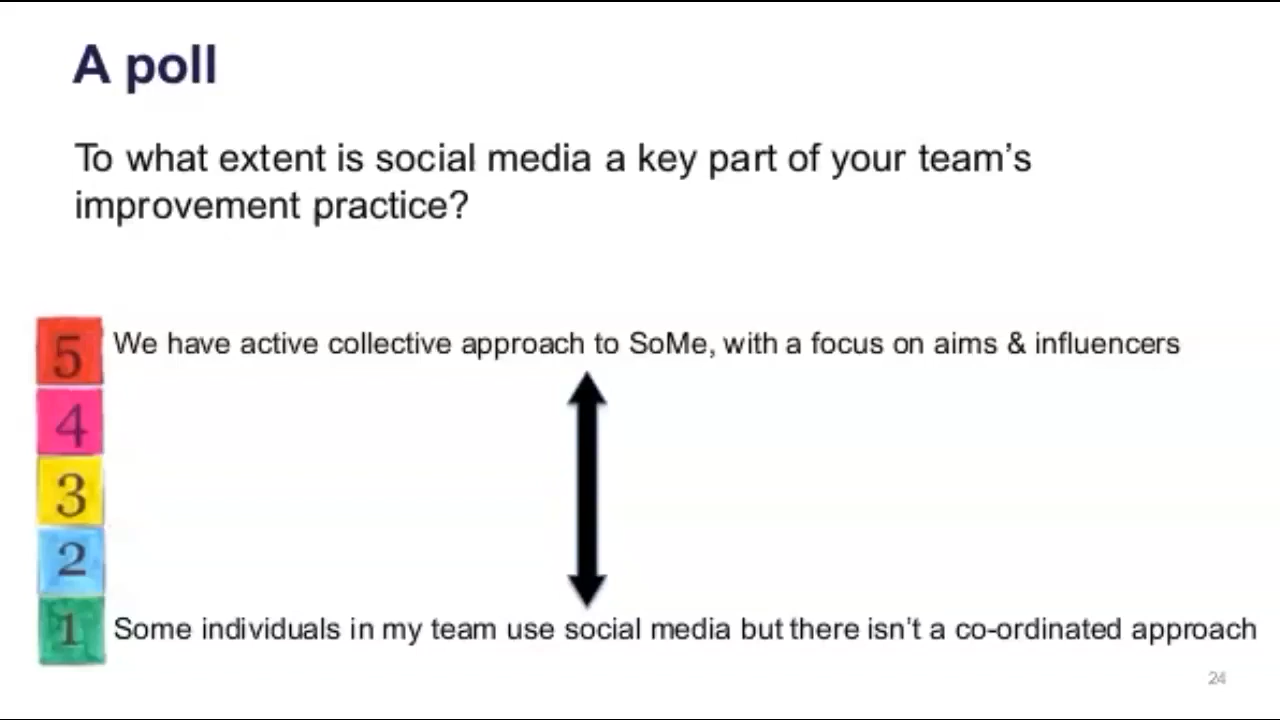 A poll
To what extent is social media a key part of your team’s
improvement practice?
5 We have active collective approach to SoMe, with a focus on aims & influencers
4
3
2
1 Some individuals in my team use social media but there isn’t a co-ordinated approach
24